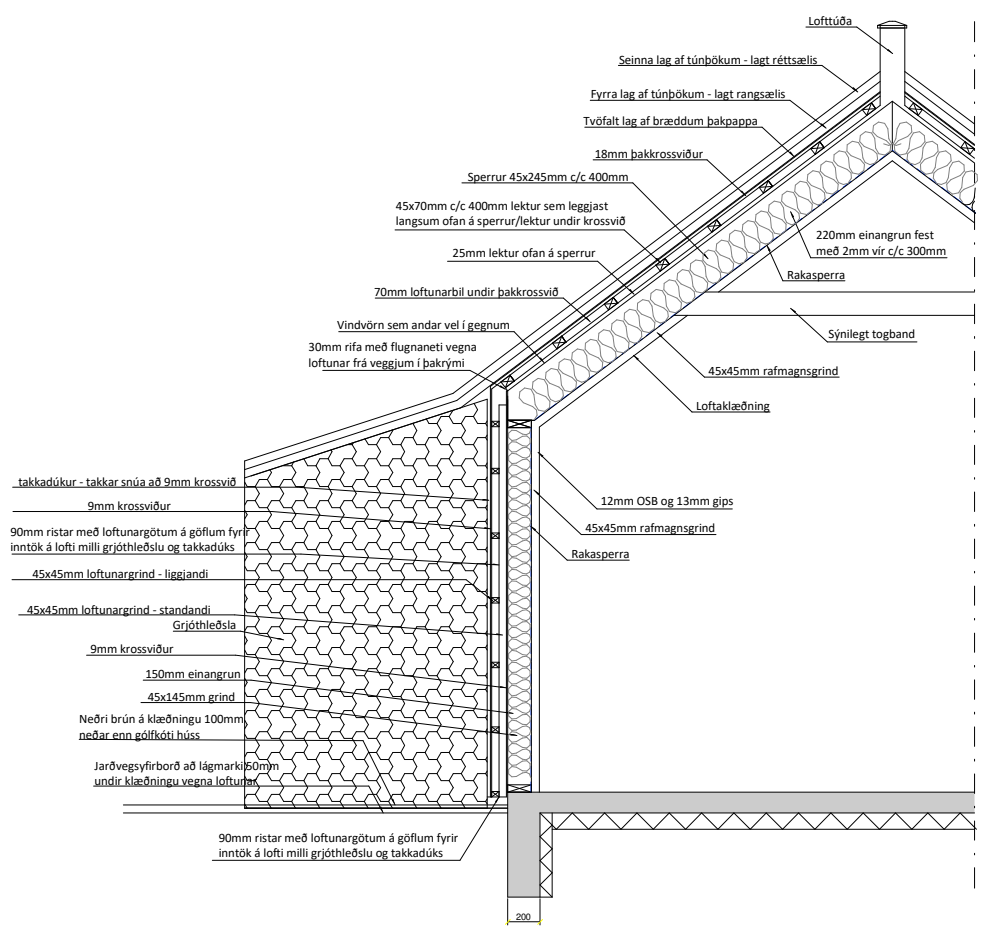 Lofttúða
Seinna lag af túnþökum - lagt réttsælis
Fyrra lag af túnþökum - lagt rangsælis
Tvöfalt lag af bræddum þakpappa
18mm þakkrossviður
Sperrur 45x245mm c/c 400mm
45x70mm c/c 400mm lektur sem leggjast
langsum ofan á sperrur/lektur undir krossvið
25mm lektur ofan á sperrur
70mm loftunarbil undir þakkrossvið
Vindvörn sem andar vel í gegnum
30mm rifa með flugnaneti vegna
loftunar frá veggjum í þakrými
220mm einangrun fest
með 2mm vír c/c 300mm
Rakasperra
Sýnilegt togband
45x45mm rafmagnsgrind
Loftaklæðning
12mm OSB og 13mm gips
45x45mm rafmagnsgrind
Rakasperra
takkadúkur - takkar snúa að 9mm krossvið
9mm krossviður
90mm ristar með loftunargötum á göflum fyrir
inntök á lofti milli grjóthleðslu og takkadúks
45x45mm loftunargrind - liggjandi
45x45mm loftunargrind - standandi
Grjóthleðsla
9mm krossviður
150mm einangrun
45x145mm grind
Neðri brún á klæðningu 100mm
neðar enn gólfkóti húss
Jarðvegsyfirborð að lágmarki 50mm
undir klæðningu vegna loftunar
90mm ristar með loftunargötum á göflum fyrir
inntök á lofti milli grjóthleðslu og takkadúks
200